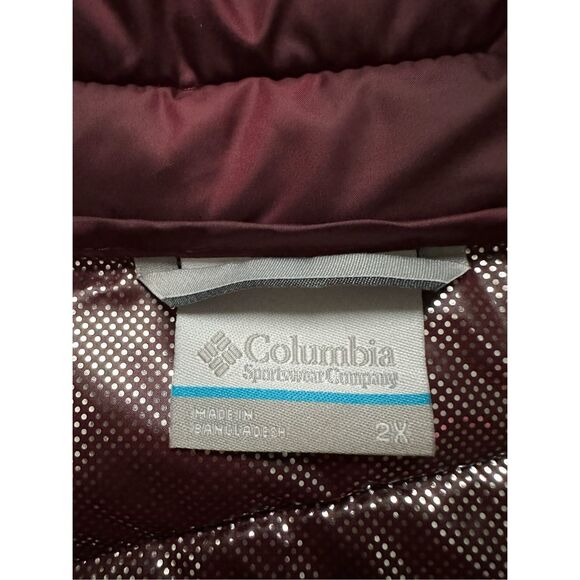 Columbia
Sportswear Company
MADE IN
BANGLADESH
2X